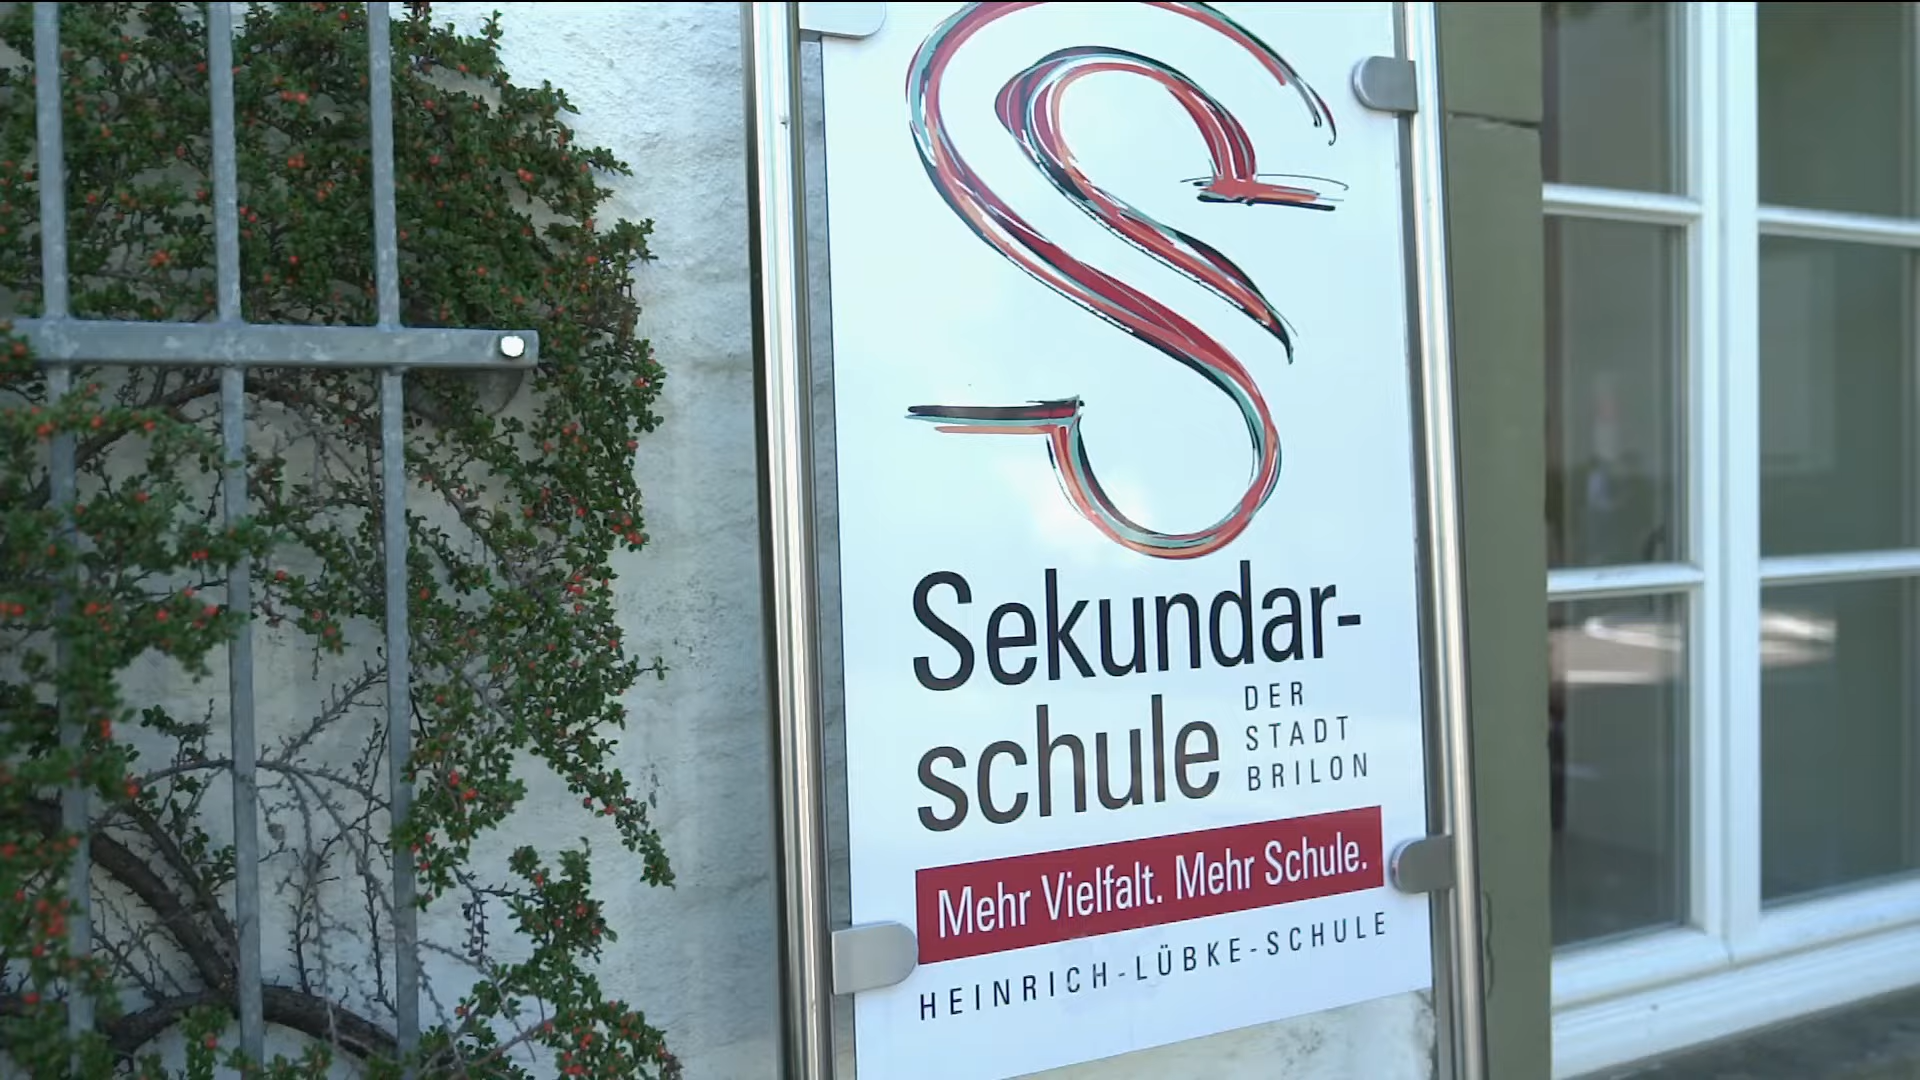 Sekundar-
schule
DER
STADT
BRILON
Mehr Vielfalt. Mehr Schule.
HEINRICH-LÜBKE-SCHULE